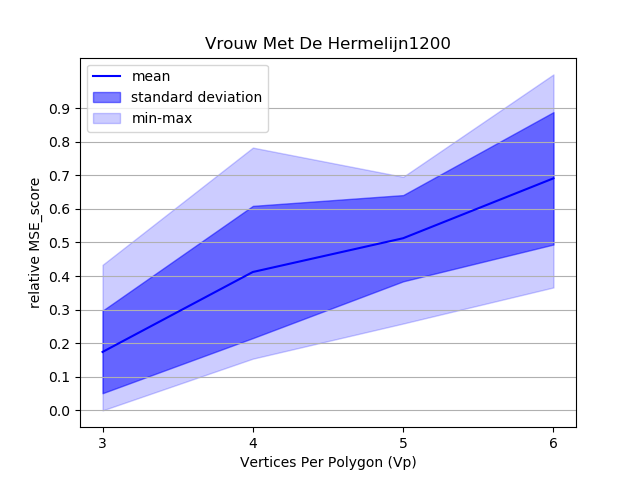 Vrouw Met De Hermelijn1200
mean
standard deviation
min-max
0.9
0.8
0.7
0.6
0.5
0.4
0.3
0.2
0.1
0.0
relative MSE_score
3 4 5 6
Vertices Per Polygon (Vp)